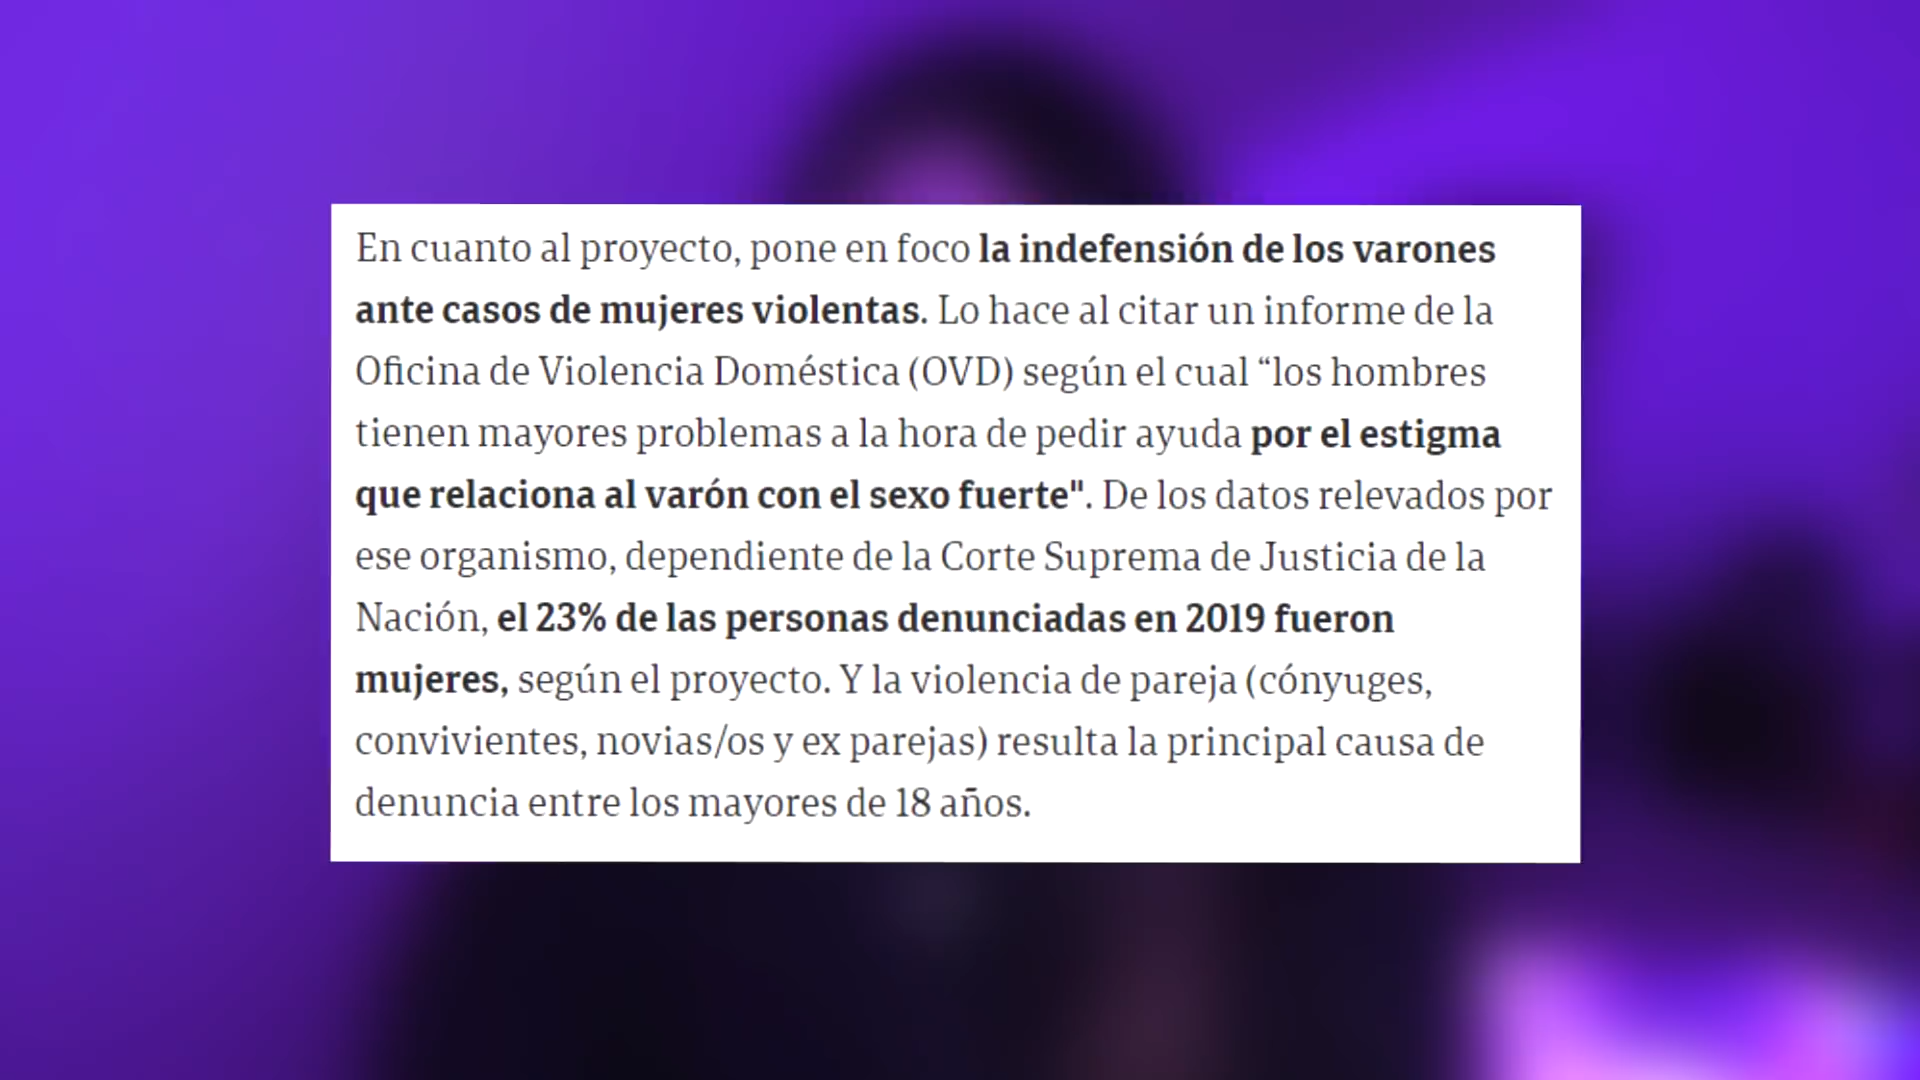 En cuanto al proyecto, pone en foco la indefensión de los varones
ante casos de mujeres violentas. Lo hace al citar un informe de la
Oficina de Violencia Doméstica (OVD) según el cual “los hombres
tienen mayores problemas a la hora de pedir ayuda por el estigma
que relaciona al varón con el sexo fuerte". De los datos relevados por
ese organismo, dependiente de la Corte Suprema de Justicia de la
Nación, el 23% de las personas denunciadas en 2019 fueron
mujeres, según el proyecto. Y la violencia de pareja (cónyuges,
convivientes, novias/os y ex parejas) resulta la principal causa de
denuncia entre los mayores de 18 años.